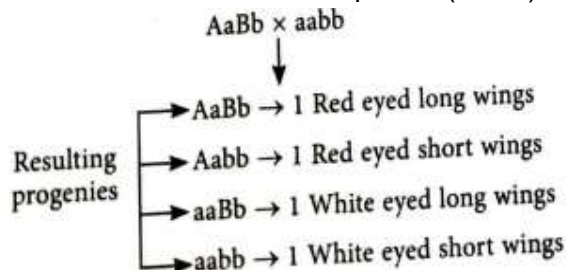 AaBb × aabb
AaBb → 1 Red eyed long wings
Aabb → 1 Red eyed short wings
Resulting
progenies
aaBb → 1 White eyed long wings
aabb → 1 White eyed short wings